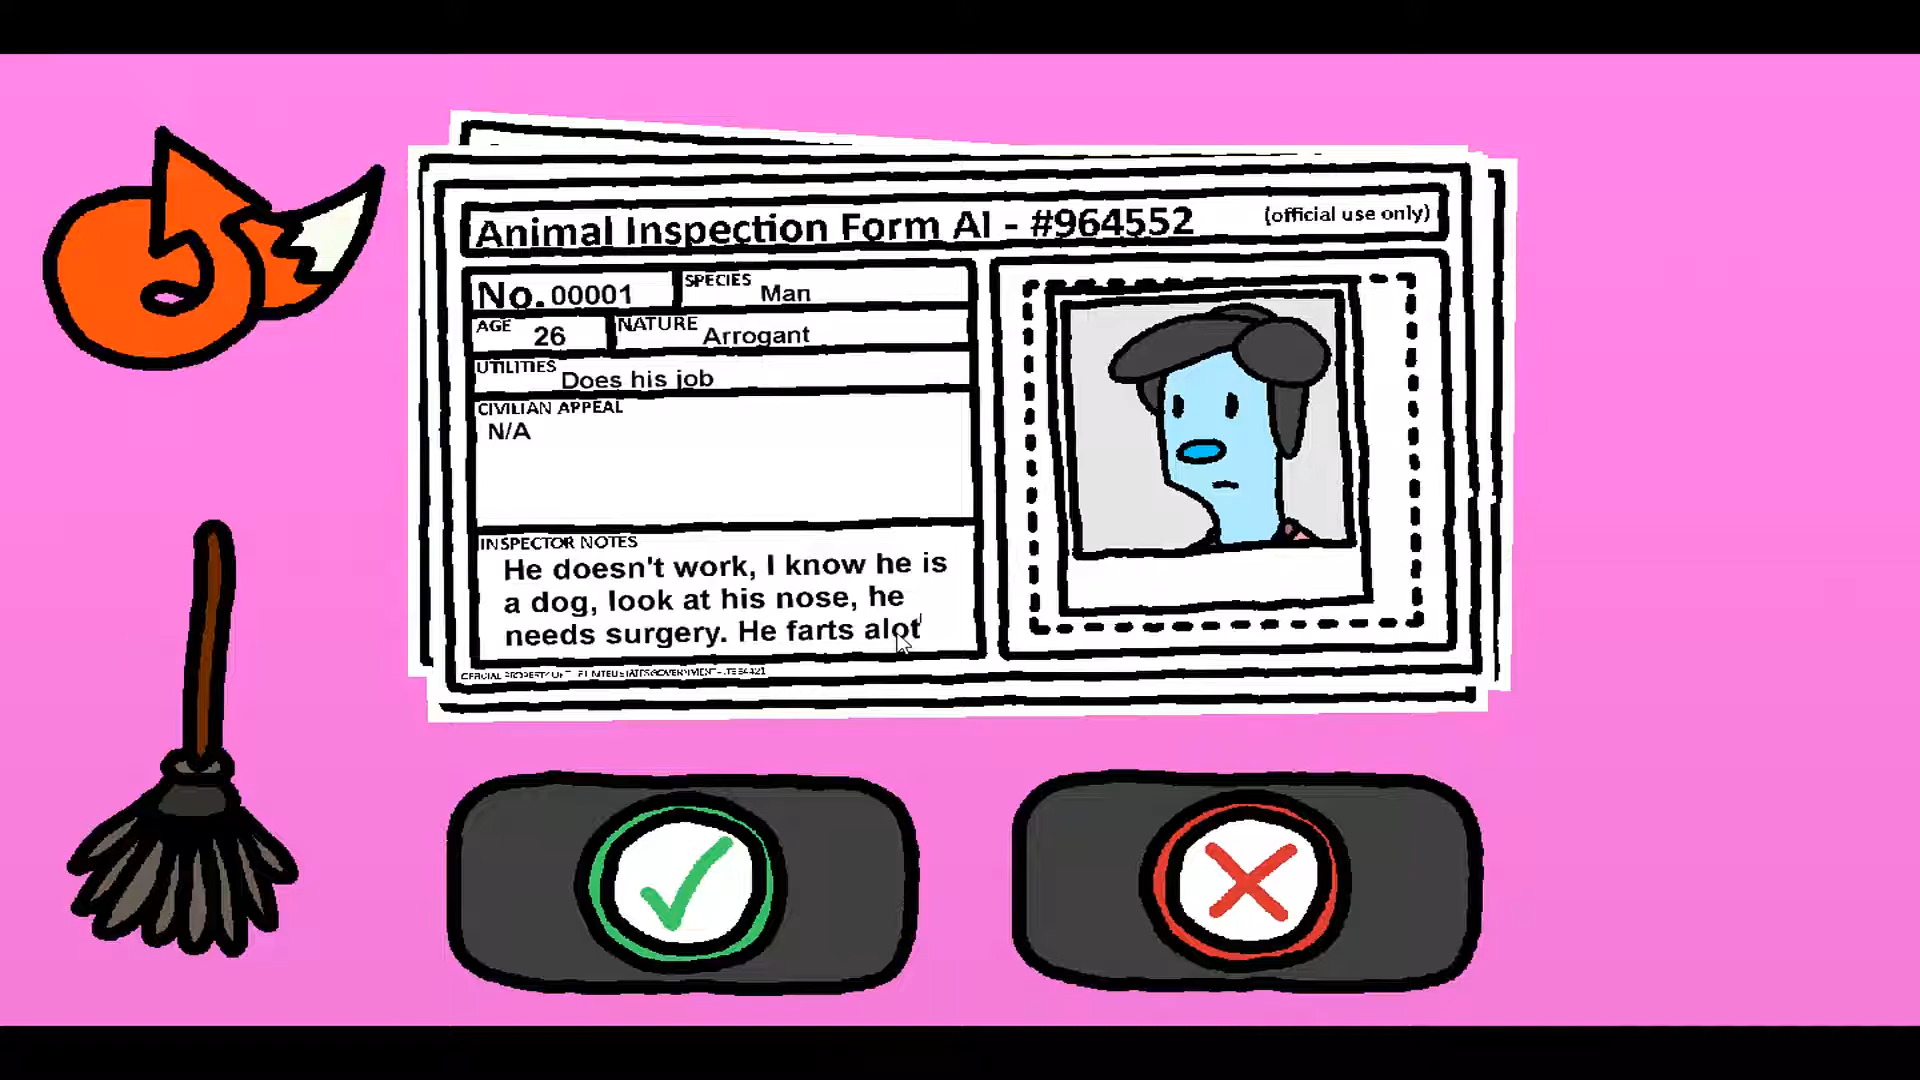 Animal Inspection Form AI - #964552
(official use only)
No. 00001
SPECIES Man
AGE 26
NATURE Arrogant
UTILITIES Does his job
CIVILIAN APPEAL
N/A
INSPECTOR NOTES
He doesn't work, I know he is
a dog, look at his nose, he
needs surgery. He farts alot